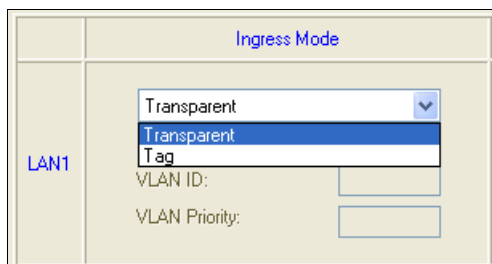 Ingress Mode
Transparent
Transparent
Tag
LAN1
VLAN ID:
VLAN Priority: